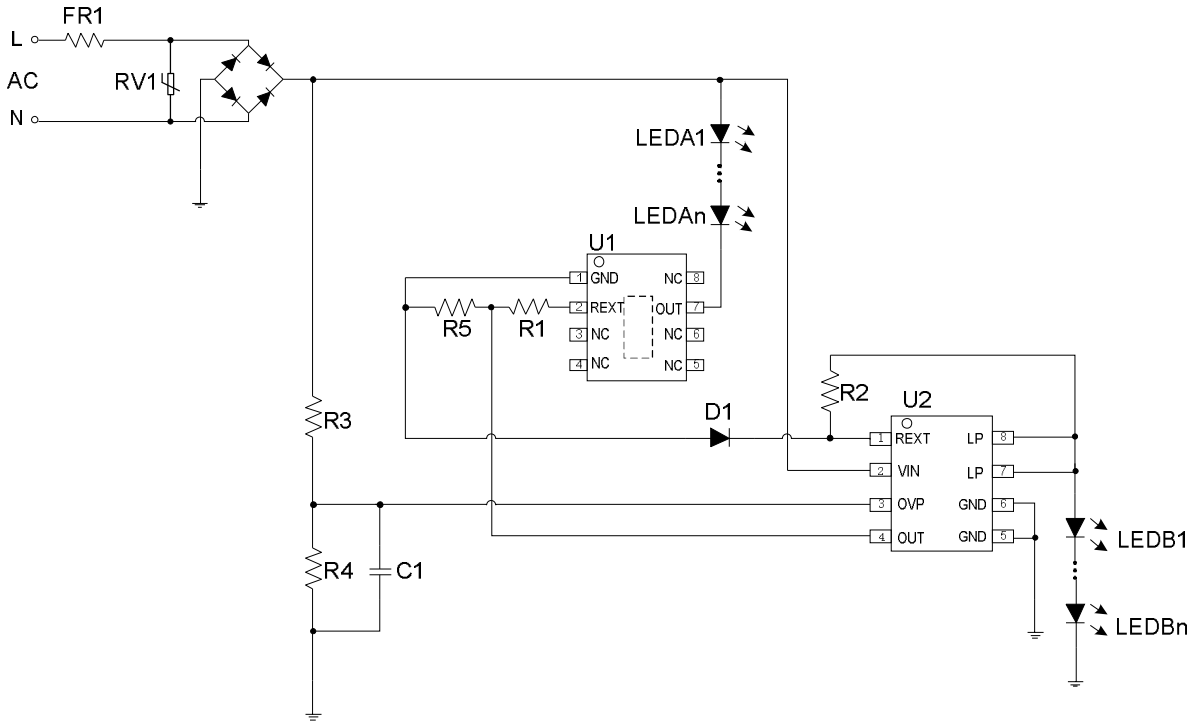 FR1
L
AC
RV1
N
LEDA1
LEDAn
U1
1 GND NC 8
2 REXT OUT 7
3 NC NC 6
4 NC NC 5
R5
R1
R2
U2
D1
R3
1 REXT LP 8
2 VIN LP 7
3 OVP GND 6
4 OUT GND 5
LEDB1
R4
C1
LEDBn